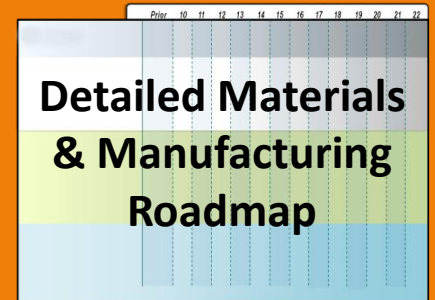 Prior 10 11 12 13 14 15 16 17 18 19 20 21 22
Detailed Materials
& Manufacturing
Roadmap